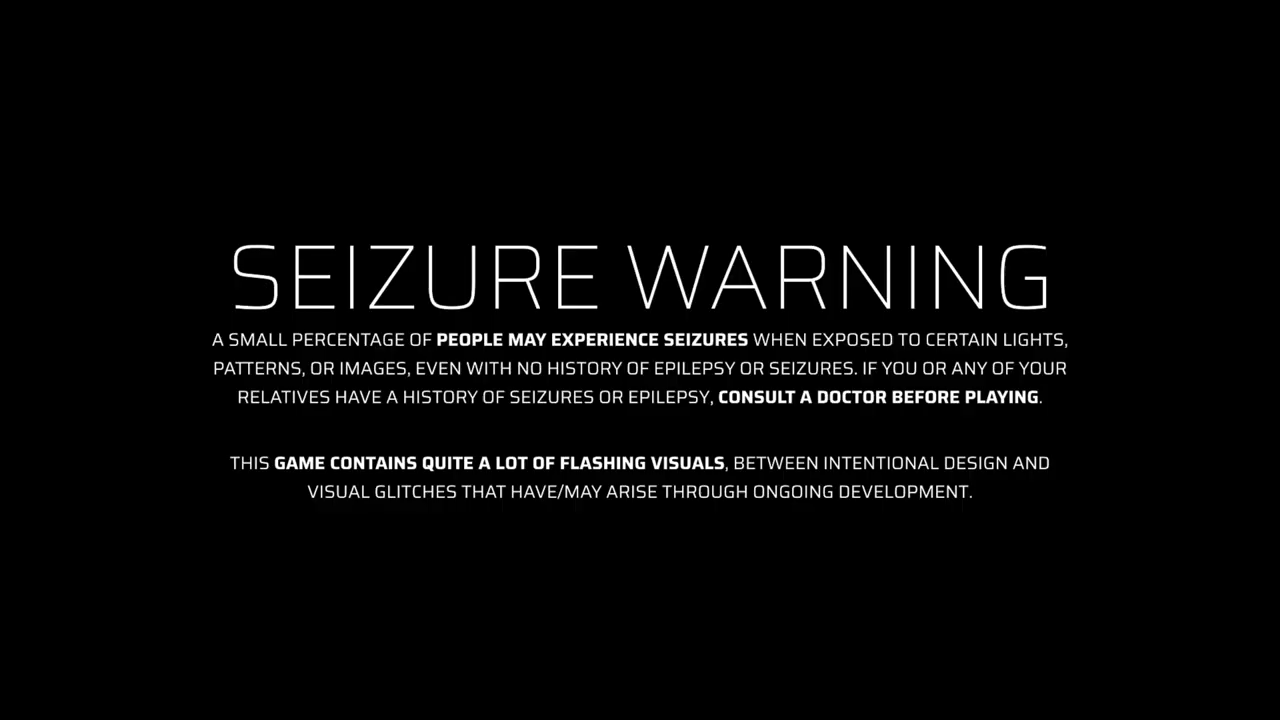 SEIZURE WARNING
A SMALL PERCENTAGE OF PEOPLE MAY EXPERIENCE SEIZURES WHEN EXPOSED TO CERTAIN LIGHTS,
PATTERNS, OR IMAGES, EVEN WITH NO HISTORY OF EPILEPSY OR SEIZURES. IF YOU OR ANY OF YOUR
RELATIVES HAVE A HISTORY OF SEIZURES OR EPILEPSY, CONSULT A DOCTOR BEFORE PLAYING.
THIS GAME CONTAINS QUITE A LOT OF FLASHING VISUALS, BETWEEN INTENTIONAL DESIGN AND
VISUAL GLITCHES THAT HAVE/MAY ARISE THROUGH ONGOING DEVELOPMENT.